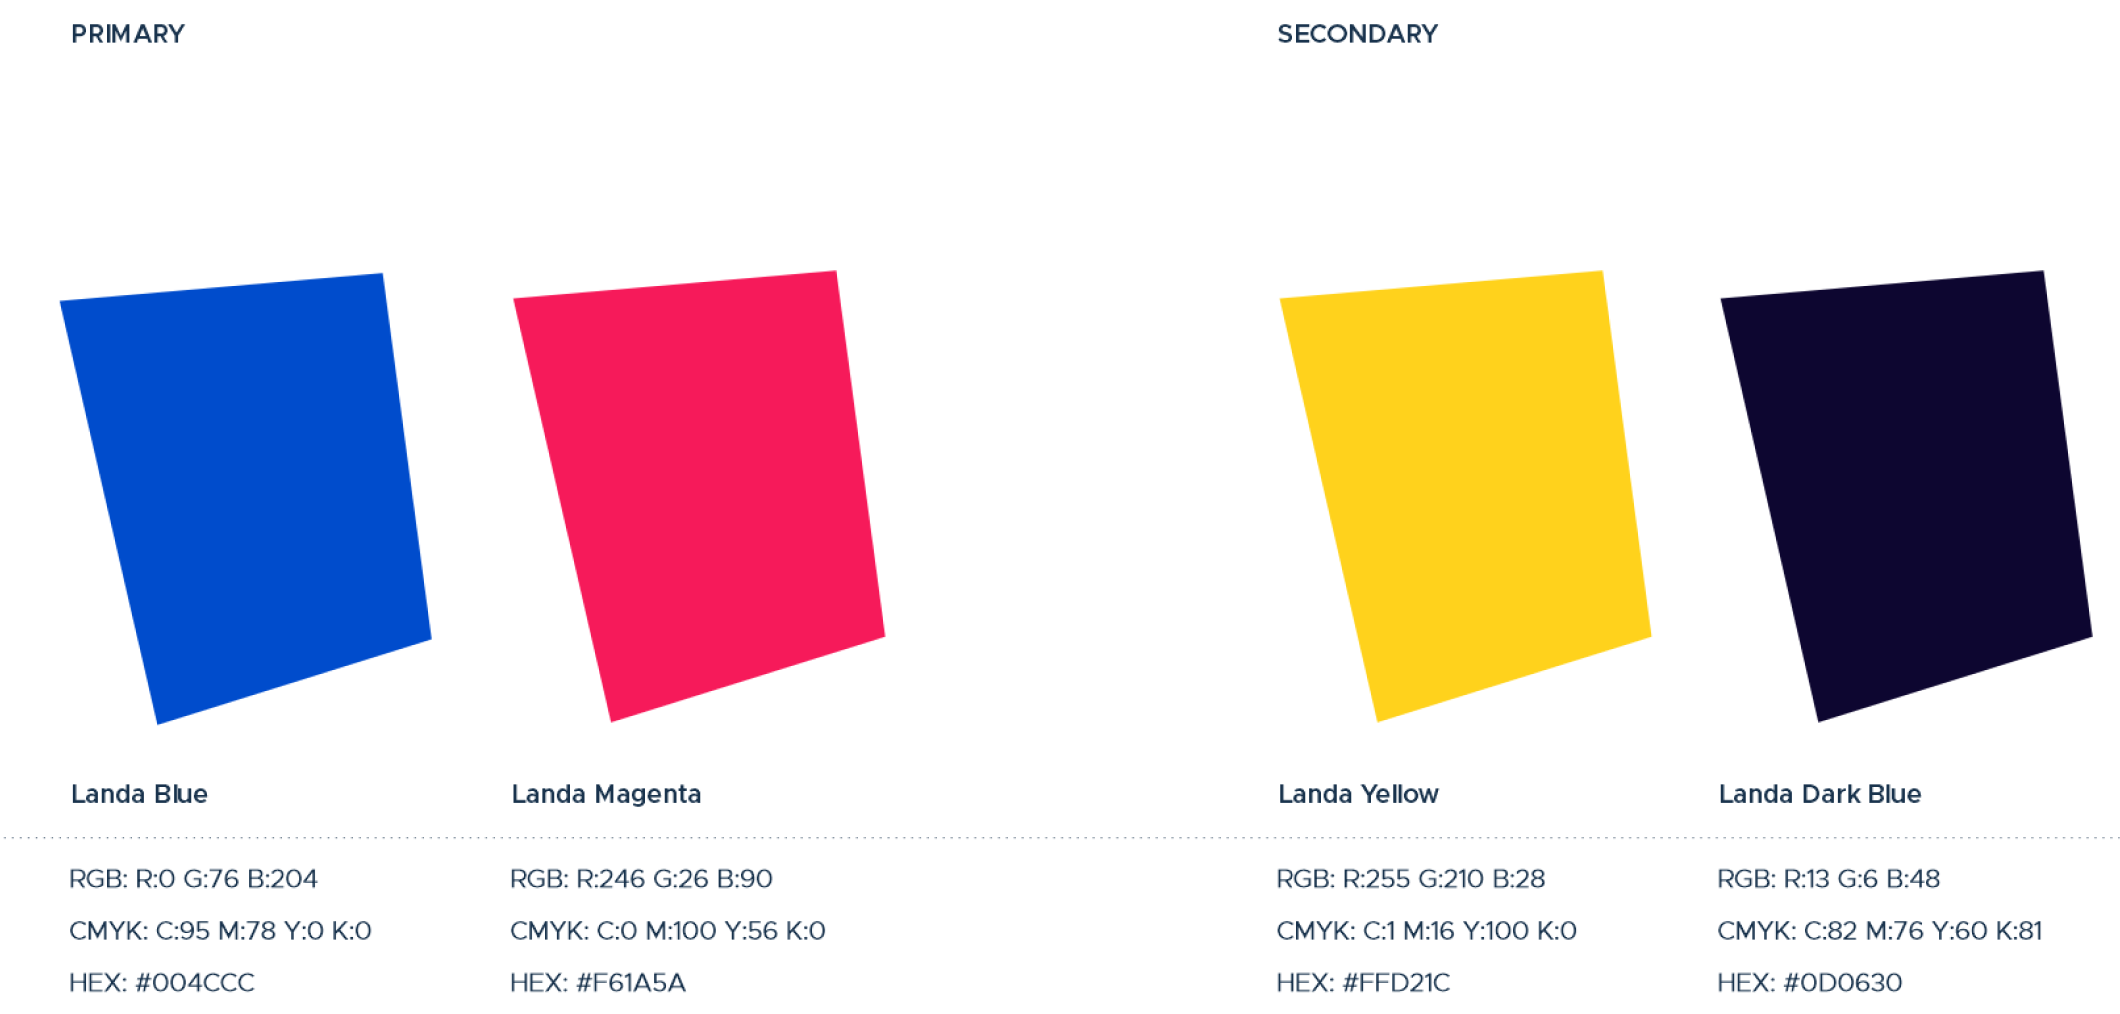 PRIMARY
SECONDARY
Landa Blue
Landa Magenta
Landa Yellow
Landa Dark Blue
RGB: R:0 G:76 B:204
RGB: R:246 G:26 B:90
RGB: R:255 G:210 B:28
RGB: R:13 G:6 B:48
CMYK: C:95 M:78 Y:0 K:0
CMYK: C:0 M:100 Y:56 K:0
CMYK: C:1 M:16 Y:100 K:0
CMYK: C:82 M:76 Y:60 K:81
HEX: #004CCC
HEX: #F61A5A
HEX: #FFD21C
HEX: #0D0630